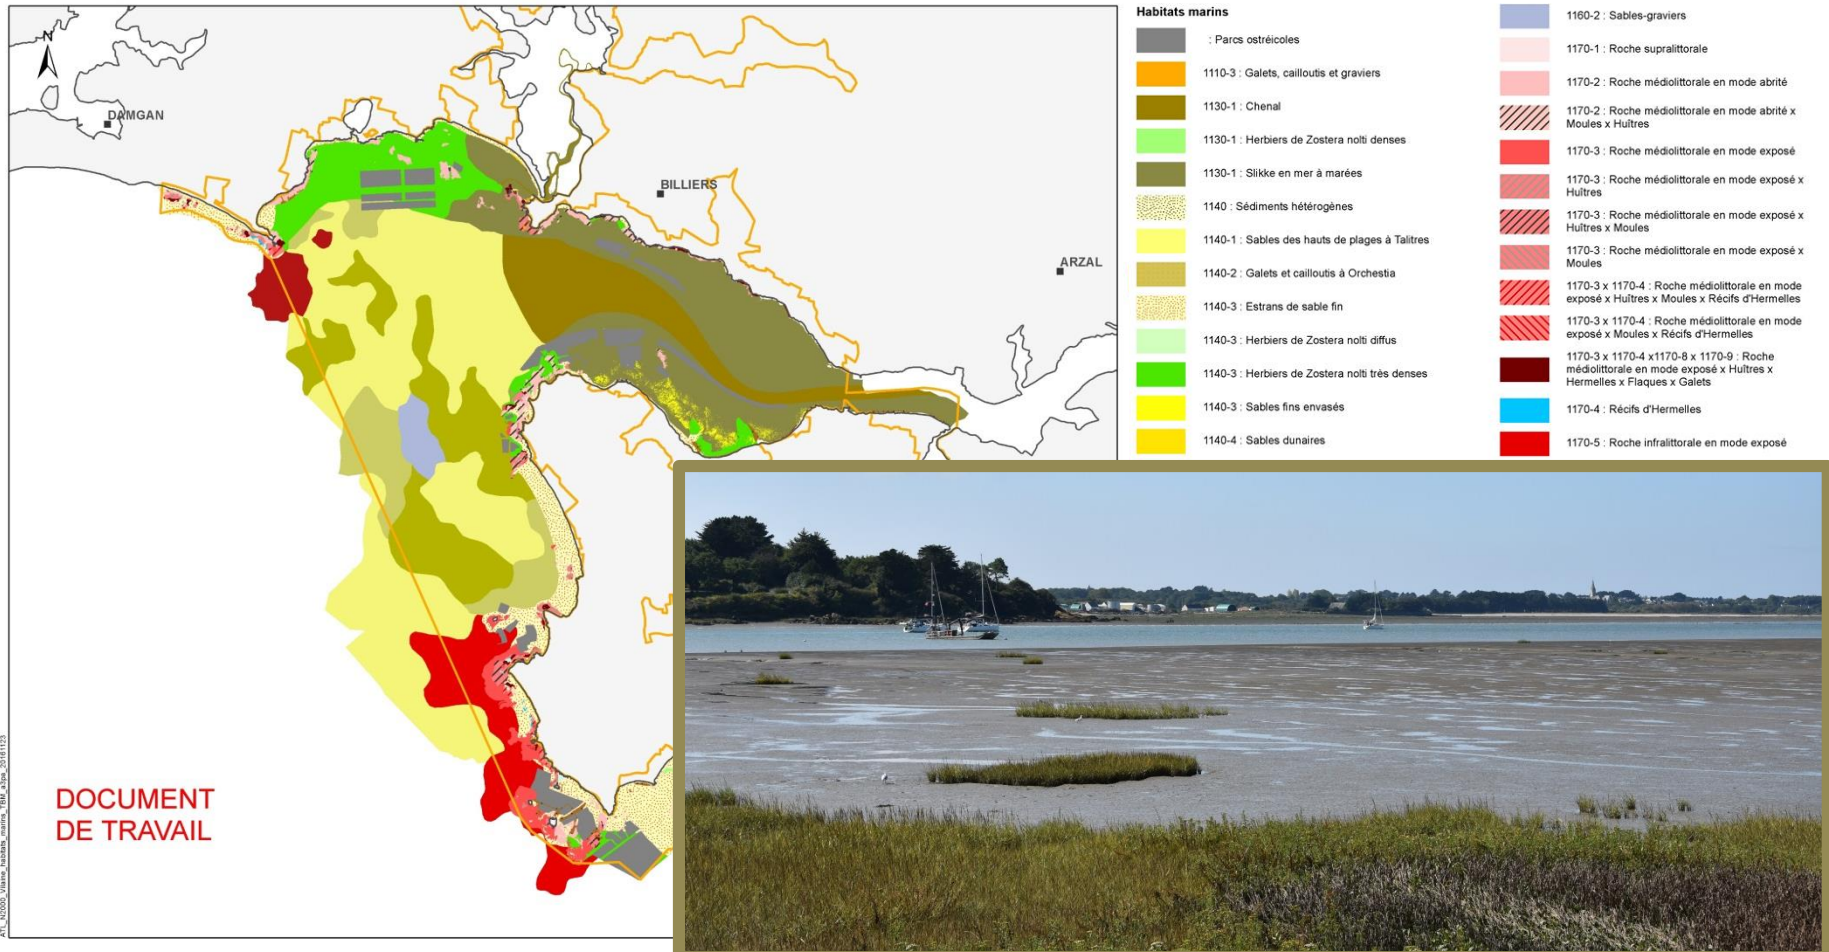 N
DAMGAN
BILLIERS
ARZAL
DOCUMENT
DE TRAVAIL
ATL_N2000_Vilaine_habitats_marins_TBM_a3pa_20161123
Habitats marins
: Parcs ostréicoles
1110-3 : Galets, cailloutis et graviers
1130-1 : Chenal
1130-1 : Herbiers de Zostera nolti denses
1130-1 : Slikke en mer à marées
1140 : Sédiments hétérogènes
1140-1 : Sables des hauts de plages à Talitres
1140-2 : Galets et cailloutis à Orchestia
1140-3 : Estrans de sable fin
1140-3 : Herbiers de Zostera nolti diffus
1140-3 : Herbiers de Zostera nolti très denses
1140-3 : Sables fins envasés
1140-4 : Sables dunaires
1160-2 : Sables-graviers
1170-1 : Roche supralittorale
1170-2 : Roche médiolittorale en mode abrité
1170-2 : Roche médiolittorale en mode abrité x
Moules x Huîtres
1170-3 : Roche médiolittorale en mode exposé
1170-3 : Roche médiolittorale en mode exposé x
Huîtres
1170-3 : Roche médiolittorale en mode exposé x
Huîtres x Moules
1170-3 : Roche médiolittorale en mode exposé x
Moules
1170-3 x 1170-4 : Roche médiolittorale en mode
exposé x Huîtres x Moules x Récifs d'Hermelles
1170-3 x 1170-4 : Roche médiolittorale en mode
exposé x Moules x Récifs d'Hermelles
1170-3 x 1170-4 x1170-8 x 1170-9 : Roche
médiolittorale en mode exposé x Huîtres x
Hermelles x Flaques x Galets
1170-4 : Récifs d'Hermelles
1170-5 : Roche infralittorale en mode exposé